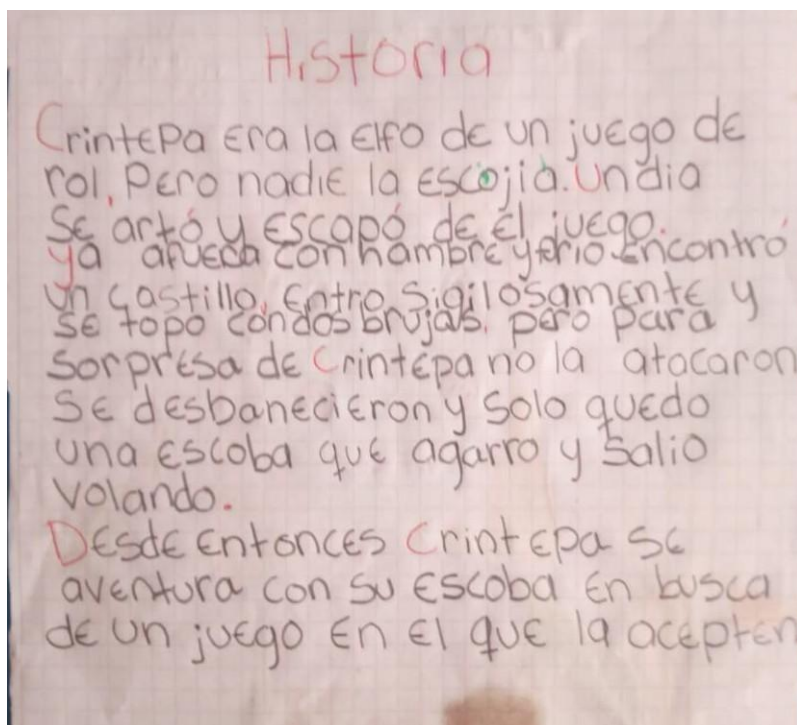 Historia
Crintepa Era la Elfo de un juego de
rol, Pero nadie la Escojia. Un dia
se artó y Escapó de el juego.
ya afueda con hambre y frio encontró
un castillo, Entro sigilosamente y
se topo con dos brujas, pero para
sorpresa de Crintepa no la atacaron
se desbanecieron y solo quedo
una escoba que agarro y salio
volando.
Desde Entonces Crintepa se
aventura con su Escoba En busca
de un juego En El que la acepten